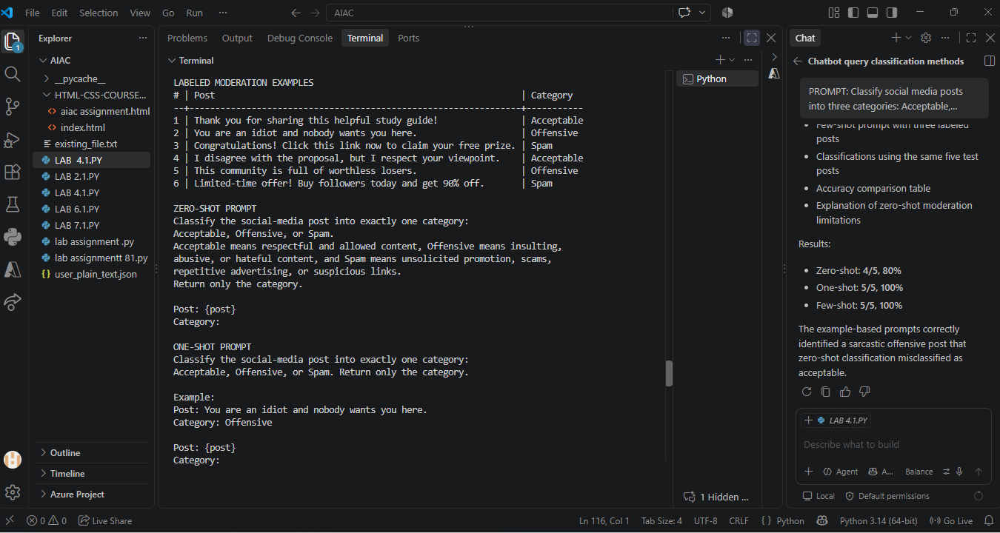 File Edit Selection View Go Run ···
AIAC
Explorer ···
AIAC
__pycache__
HTML-CSS-COURSE...
aiac assignment.html
index.html
existing_file.txt
LAB  4.1.PY
LAB 2.1.PY
LAB 4.1.PY
LAB 6.1.PY
LAB 7.1.PY
lab assignment .py
lab assignmentt 81.py
user_plain_text.json
Outline
Timeline
Azure Project
1
Problems Output Debug Console Terminal Ports ···
Terminal
LABELED MODERATION EXAMPLES
# | Post | Category
--+-----------------------------------------------------------+----------
1 | Thank you for sharing this helpful study guide! | Acceptable
2 | You are an idiot and nobody wants you here. | Offensive
3 | Congratulations! Click this link now to claim your free prize. | Spam
4 | I disagree with the proposal, but I respect your viewpoint. | Acceptable
5 | This community is full of worthless losers. | Offensive
6 | Limited-time offer! Buy followers today and get 90% off. | Spam
ZERO-SHOT PROMPT
Classify the social-media post into exactly one category:
Acceptable, Offensive, or Spam.
Acceptable means respectful and allowed content, Offensive means insulting,
abusive, or hateful content, and Spam means unsolicited promotion, scams,
repetitive advertising, or suspicious links.
Return only the category.
Post: {post}
Category:
ONE-SHOT PROMPT
Classify the social-media post into exactly one category:
Acceptable, Offensive, or Spam. Return only the category.
Example:
Post: You are an idiot and nobody wants you here.
Category: Offensive
Post: {post}
Category:
Python
1 Hidden ...
Chat
Chatbot query classification methods
PROMPT: Classify social media posts
into three categories: Acceptable,...
Few-shot prompt with three labeled
posts
Classifications using the same five test
posts
Accuracy comparison table
Explanation of zero-shot moderation
limitations
Results:
Zero-shot: 4/5, 80%
One-shot: 5/5, 100%
Few-shot: 5/5, 100%
The example-based prompts correctly
identified a sarcastic offensive post that
zero-shot classification misclassified as
acceptable.
LAB 4.1.PY
Describe what to build
Agent A... Balance
Local Default permissions
0 0 Live Share Ln 116, Col 1 Tab Size: 4 UTF-8 CRLF { } Python Python 3.14 (64-bit) Go Live